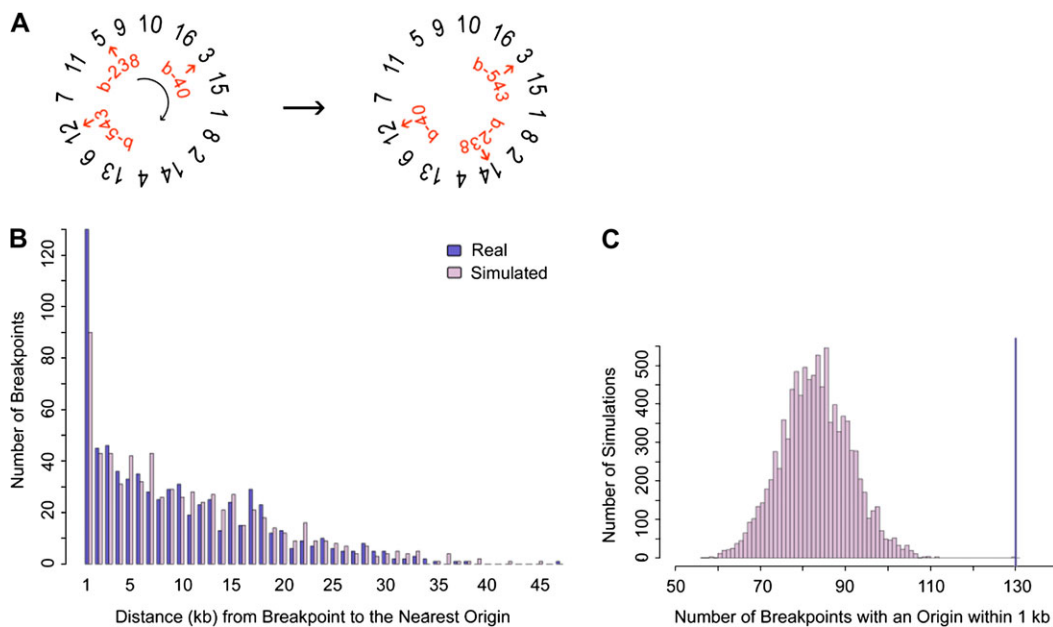 A
5 9 10 16 3 15 1 8 2 14 4 13 6 12 7 11
b-238
b-40
b-543
5 9 10 16 3 15 1 8 2 14 4 13 6 12 7 11
b-543
b-238
b-40
B
Number of Breakpoints
120
100
80
60
40
20
0
Real
Simulated
1 5 10 15 20 25 30 35 40 45
Distance (kb) from Breakpoint to the Nearest Origin
C
Number of Simulations
500
400
300
200
100
0
50 70 90 110 130
Number of Breakpoints with an Origin within 1 kb